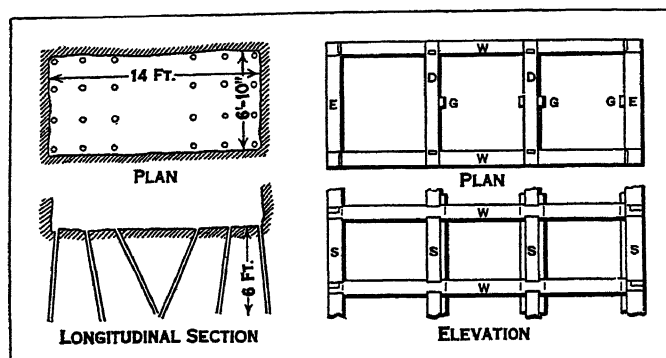 14 FT.
6'-10"
PLAN
6 FT.
LONGITUDINAL SECTION
W
D D
E G G G E
W
PLAN
W
S S S S
W
ELEVATION